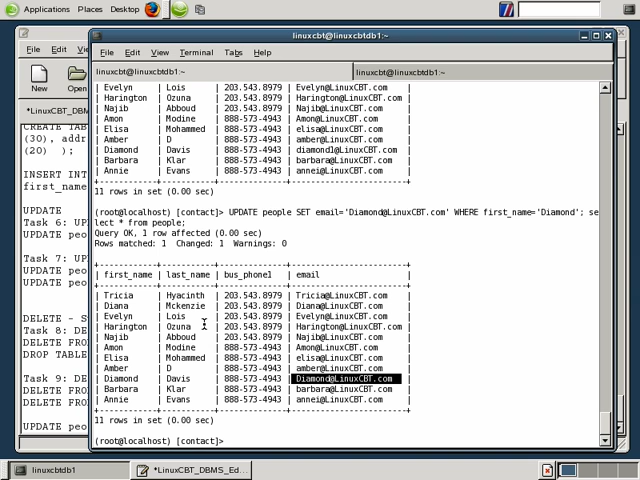 Applications Places Desktop
linuxcbt@linuxcbtdb1:~
File Edit View Terminal Tabs Help
linuxcbt@linuxcbtdb1:~ linuxcbt@linuxcbtdb1:~
File Edit
New Open
*LinuxCBT_DBM
CREATE TAB
(30), addr
(20) );
INSERT INT
first_name
UPDATE
Task 6: UP
UPDATE peo
Task 7: UP
UPDATE peo
UPDATE peo
DELETE - S
Task 8: DE
DELETE FRO
DROP TABLE
Task 9: DE
DELETE FRO
DELETE FRO
UPDATE peo
| Evelyn | Lois | 203.543.8979 | Evelyn@LinuxCBT.com |
| Harington | Ozuna | 203.543.8979 | Harington@LinuxCBT.com |
| Najib | Abboud | 203.543.8979 | Najib@LinuxCBT.com |
| Amon | Modine | 888-573-4943 | Amon@LinuxCBT.com |
| Elisa | Mohammed | 888-573-4943 | elisa@LinuxCBT.com |
| Amber | D | 888-573-4943 | amber@LinuxCBT.com |
| Diamond | Davis | 888-573-4943 | diamond1@LinuxCBT.com |
| Barbara | Klar | 888-573-4943 | barbara@LinuxCBT.com |
| Annie | Evans | 888-573-4943 | annei@LinuxCBT.com |
11 rows in set (0.00 sec)
(root@localhost) [contact]> UPDATE people SET email='Diamond@LinuxCBT.com' WHERE first_name='Diamond'; se
lect * from people;
Query OK, 1 row affected (0.00 sec)
Rows matched: 1 Changed: 1 Warnings: 0
| first_name | last_name | bus_phone1 | email |
| Tricia | Hyacinth | 203.543.8979 | Tricia@LinuxCBT.com |
| Diana | Mckenzie | 203.543.8979 | Diana@LinuxCBT.com |
| Evelyn | Lois | 203.543.8979 | Evelyn@LinuxCBT.com |
| Harington | Ozuna | 203.543.8979 | Harington@LinuxCBT.com |
| Najib | Abboud | 203.543.8979 | Najib@LinuxCBT.com |
| Amon | Modine | 888-573-4943 | Amon@LinuxCBT.com |
| Elisa | Mohammed | 888-573-4943 | elisa@LinuxCBT.com |
| Amber | D | 888-573-4943 | amber@LinuxCBT.com |
| Diamond | Davis | 888-573-4943 | Diamond@LinuxCBT.com |
| Barbara | Klar | 888-573-4943 | barbara@LinuxCBT.com |
| Annie | Evans | 888-573-4943 | annei@LinuxCBT.com |
11 rows in set (0.00 sec)
(root@localhost) [contact]>
linuxcbtdb1 *LinuxCBT_DBMS_Ed...